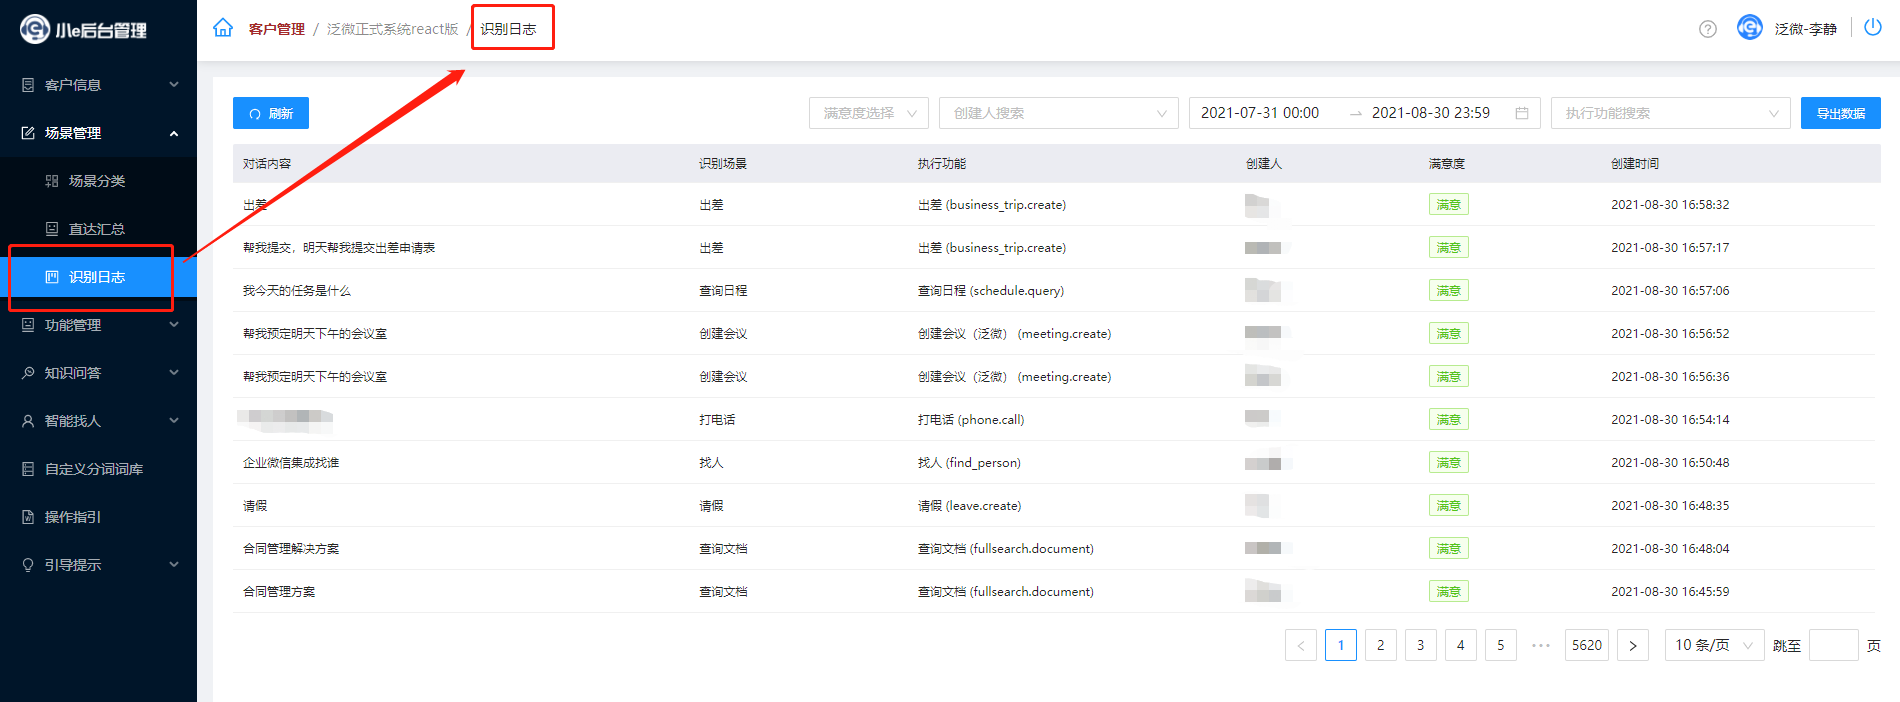 小e后台管理
客户管理 / 泛微正式系统react版 / 识别日志
泛微-李静
客户信息
场景管理
场景分类
直达汇总
识别日志
功能管理
知识问答
智能找人
自定义分词词库
操作指引
引导提示
刷新 满意度选择 创建人搜索 2021-07-31 00:00 → 2021-08-30 23:59 执行功能搜索 导出数据
对话内容 识别场景 执行功能 创建人 满意度 创建时间
出差 出差 出差 (business_trip.create) 满意 2021-08-30 16:58:32
帮我提交，明天帮我提交出差申请表 出差 出差 (business_trip.create) 满意 2021-08-30 16:57:17
我今天的任务是什么 查询日程 查询日程 (schedule.query) 满意 2021-08-30 16:57:06
帮我预定明天下午的会议室 创建会议 创建会议（泛微） (meeting.create) 满意 2021-08-30 16:56:52
帮我预定明天下午的会议室 创建会议 创建会议（泛微） (meeting.create) 满意 2021-08-30 16:56:36
打电话 打电话 (phone.call) 满意 2021-08-30 16:54:14
企业微信集成找谁 找人 找人 (find_person) 满意 2021-08-30 16:50:48
请假 请假 请假 (leave.create) 满意 2021-08-30 16:48:35
合同管理解决方案 查询文档 查询文档 (fullsearch.document) 满意 2021-08-30 16:48:04
合同管理方案 查询文档 查询文档 (fullsearch.document) 满意 2021-08-30 16:45:59
< 1 2 3 4 5 ••• 5620 > 10 条/页 跳至 页